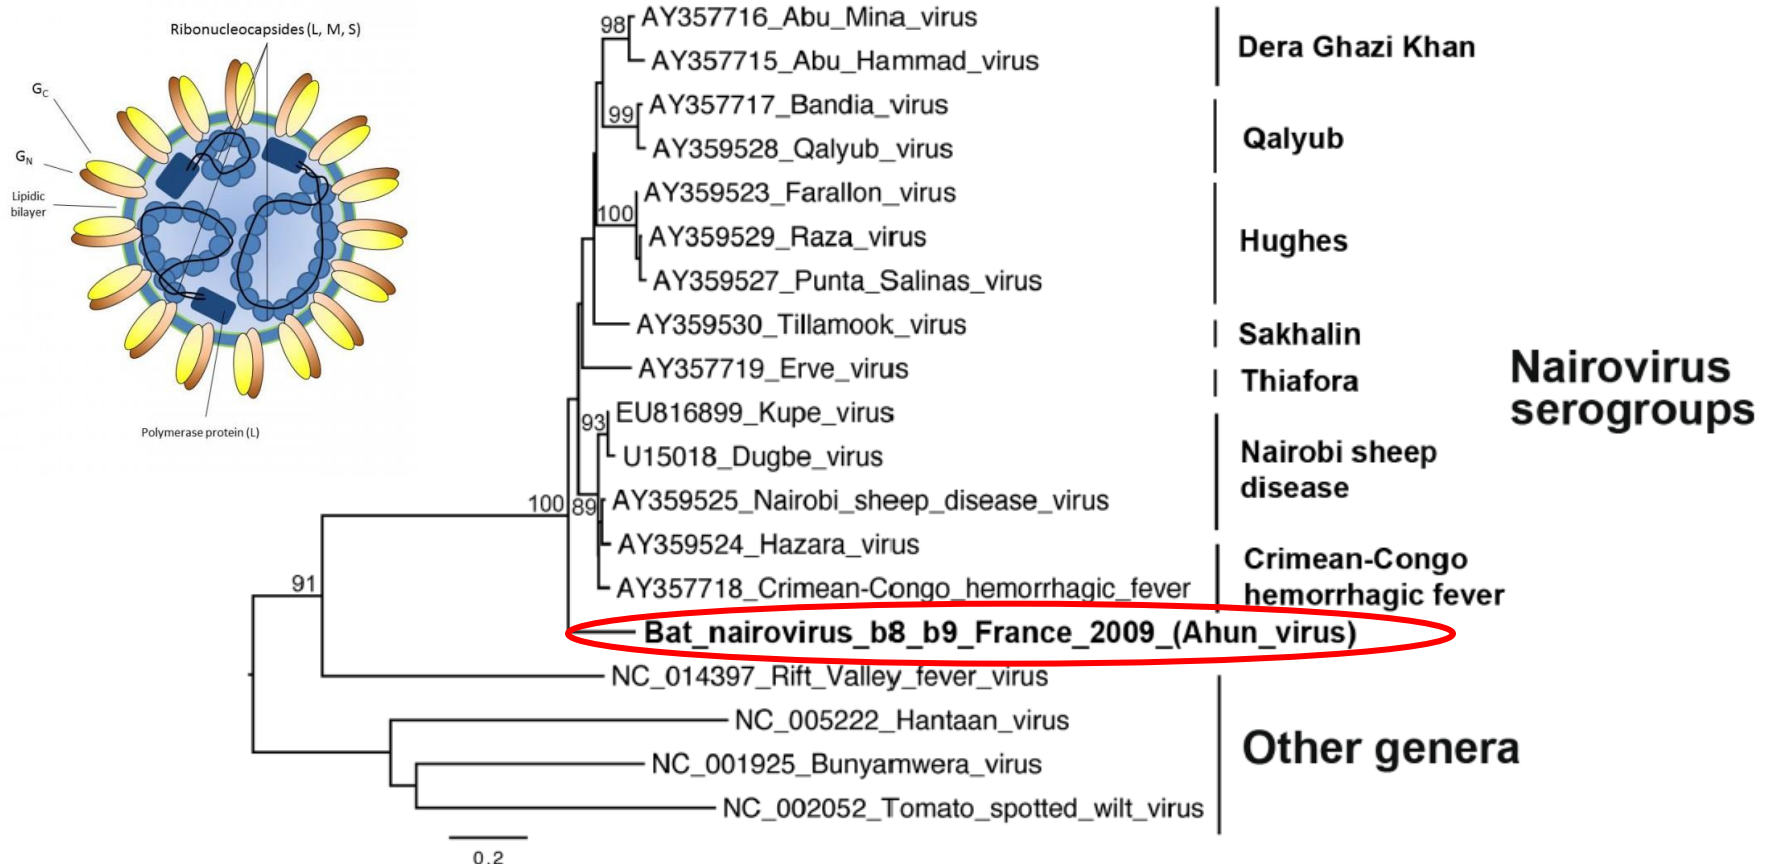 Ribonucleocapsides (L, M, S)
GC
GN
Lipidic
bilayer
Polymerase protein (L)
98
AY357716_Abu_Mina_virus
AY357715_Abu_Hammad_virus
Dera Ghazi Khan
99
AY357717_Bandia_virus
AY359528_Qalyub_virus
Qalyub
100
AY359523_Farallon_virus
AY359529_Raza_virus
AY359527_Punta_Salinas_virus
Hughes
AY359530_Tillamook_virus
Sakhalin
AY357719_Erve_virus
Thiafora
93
EU816899_Kupe_virus
U15018_Dugbe_virus
100
89
AY359525_Nairobi_sheep_disease_virus
Nairobi sheep
disease
AY359524_Hazara_virus
AY357718_Crimean-Congo_hemorrhagic_fever
Crimean-Congo
hemorrhagic fever
Nairovirus
serogroups
91
Bat_nairovirus_b8_b9_France_2009_(Ahun_virus)
NC_014397_Rift_Valley_fever_virus
NC_005222_Hantaan_virus
NC_001925_Bunyamwera_virus
NC_002052_Tomato_spotted_wilt_virus
Other genera
0.2